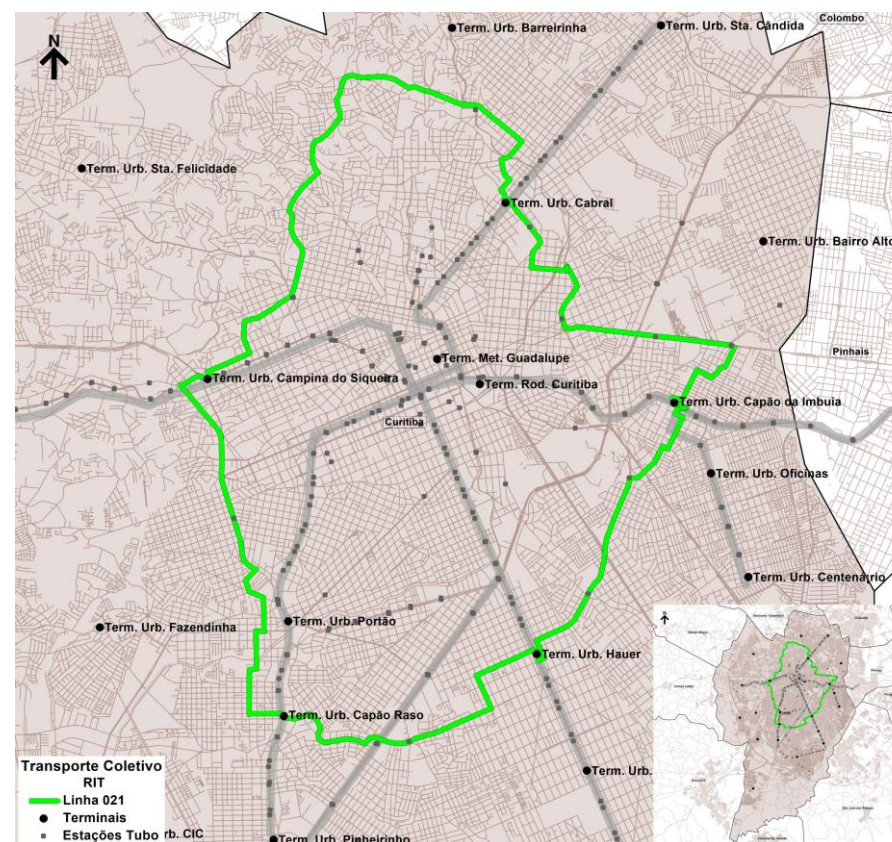 Colombo
Term. Urb. Barreirinha
Term. Urb. Sta. Cândida
N
Term. Urb. Sta. Felicidade
Term. Urb. Cabral
Term. Urb. Bairro Alto
Pinhais
Term. Met. Guadalupe
Term. Urb. Campina do Siqueira
Term. Rod. Curitiba
Term. Urb. Capão da Imbuia
Curitiba
Term. Urb. Oficinas
Term. Urb. Centenário
Term. Urb. Portão
Term. Urb. Fazendinha
Term. Urb. Hauer
Term. Urb. Capão Raso
Transporte Coletivo
RIT
Linha 021
Terminais
Estações Tubo
rb. CIC
Term. Urb.
Term. Urb. Pinheirinho